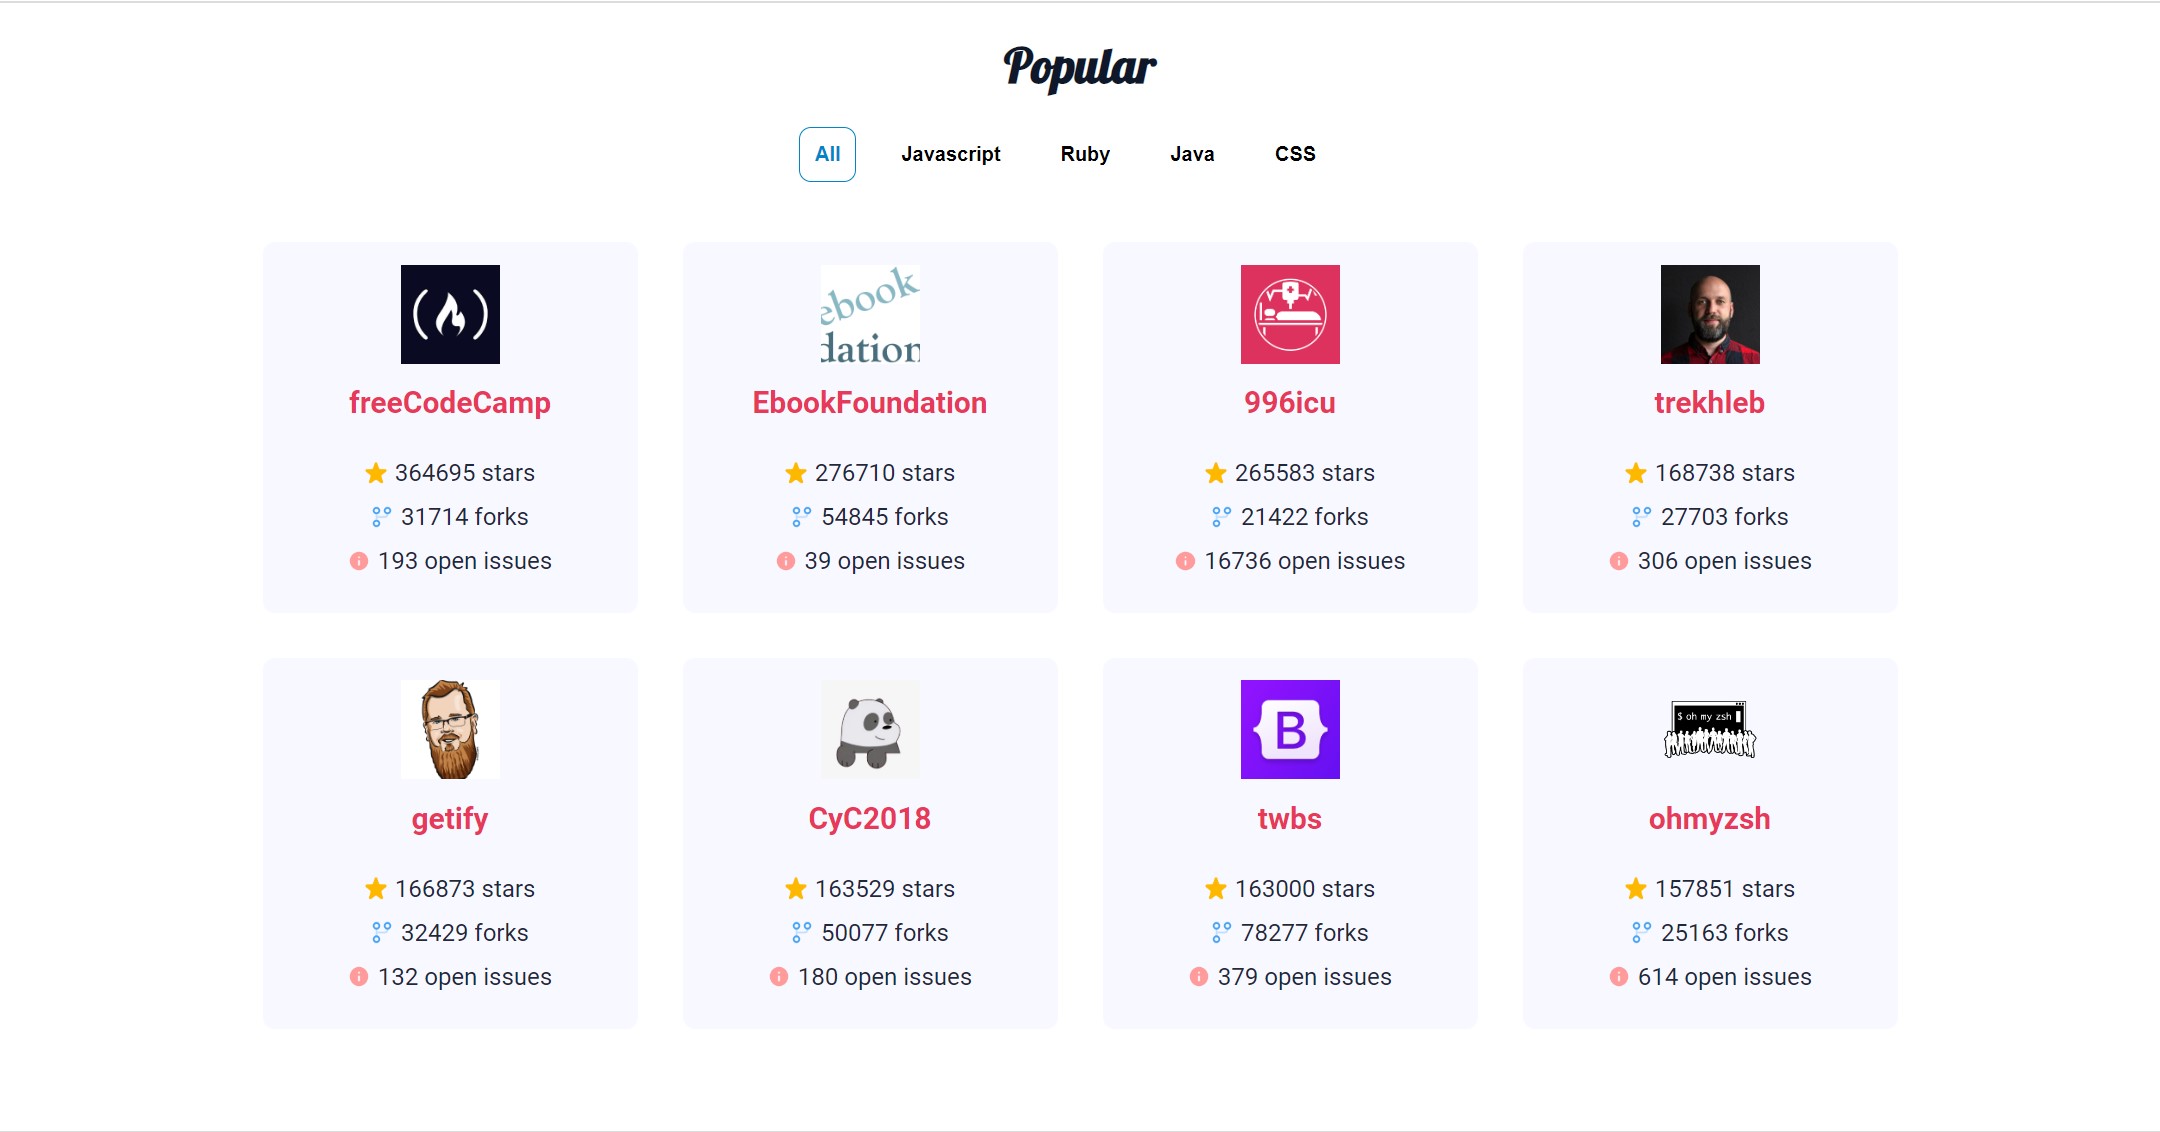 Popular
All Javascript Ruby Java CSS
ebook
dation
freeCodeCamp
364695 stars
31714 forks
193 open issues
EbookFoundation
276710 stars
54845 forks
39 open issues
996icu
265583 stars
21422 forks
16736 open issues
trekhleb
168738 stars
27703 forks
306 open issues
getify
166873 stars
32429 forks
132 open issues
CyC2018
163529 stars
50077 forks
180 open issues
B
twbs
163000 stars
78277 forks
379 open issues
$ oh my zsh
ohmyzsh
157851 stars
25163 forks
614 open issues